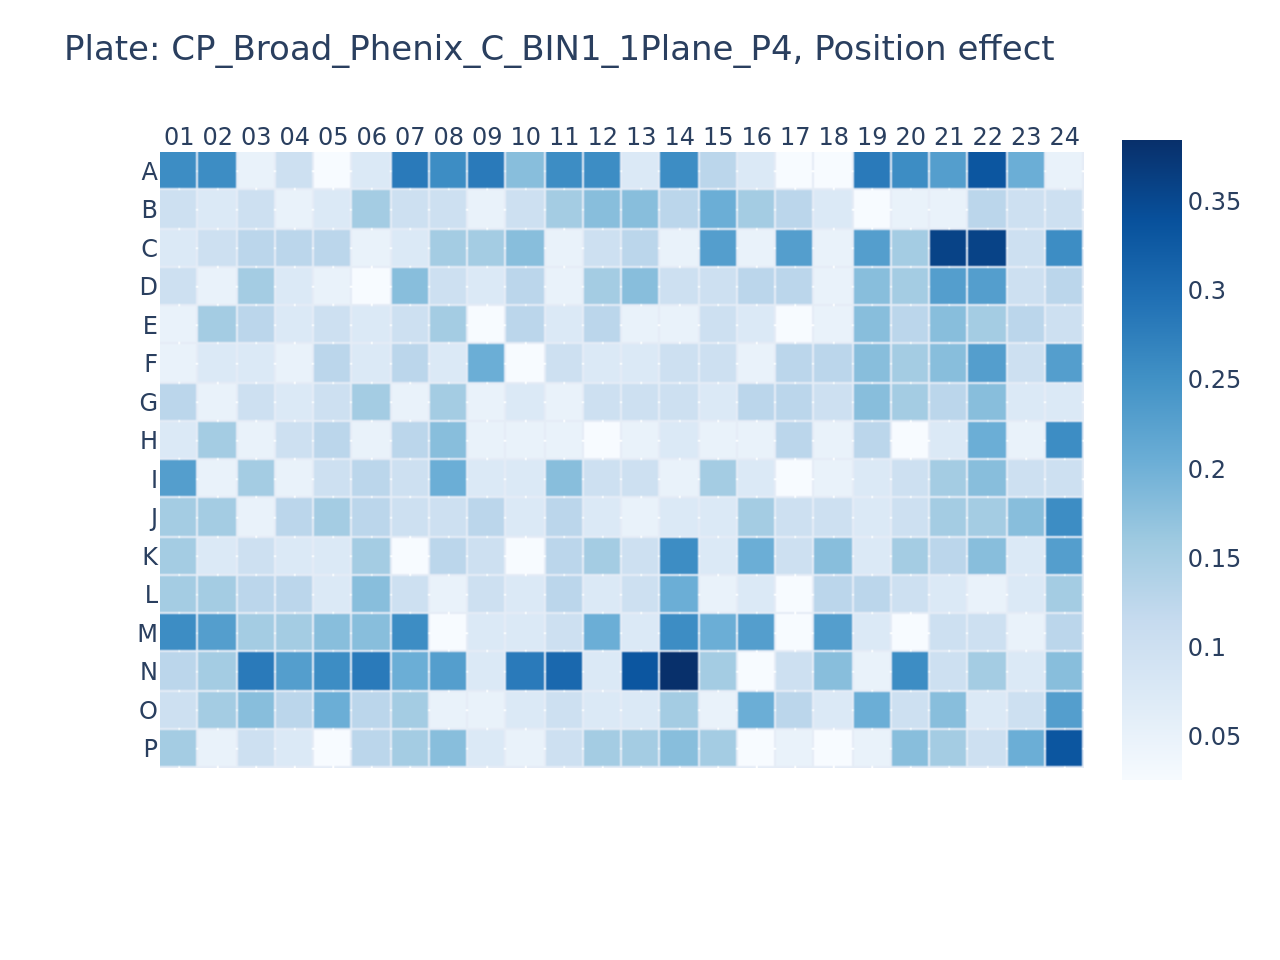 Plate: CP_Broad_Phenix_C_BIN1_1Plane_P4, Position effect
01 02 03 04 05 06 07 08 09 10 11 12 13 14 15 16 17 18 19 20 21 22 23 24
A
B
C
D
E
F
G
H
I
J
K
L
M
N
O
P
0.35
0.3
0.25
0.2
0.15
0.1
0.05